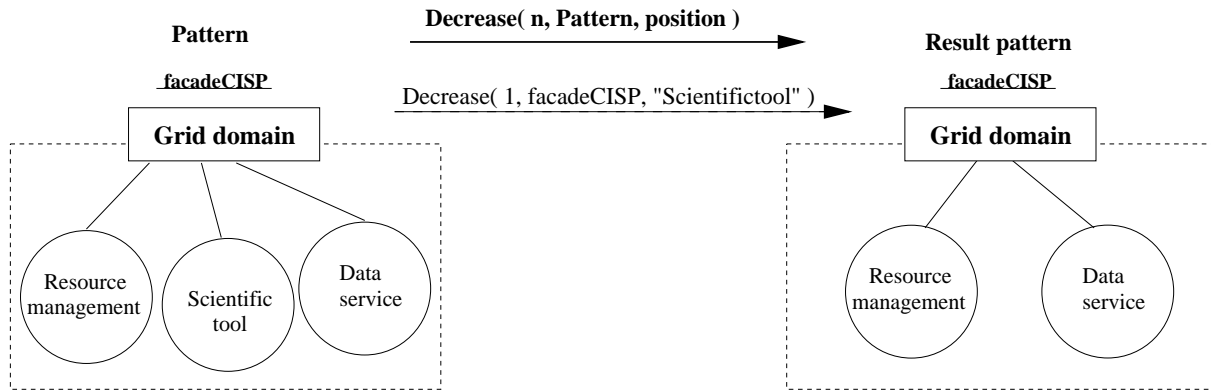 Decrease( n, Pattern, position )
Pattern
Result pattern
facadeCISP
facadeCISP
Decrease( 1, facadeCISP, "Scientifictool" )
Grid domain
Grid domain
Resource
management
Scientific
tool
Data
service
Resource
management
Data
service